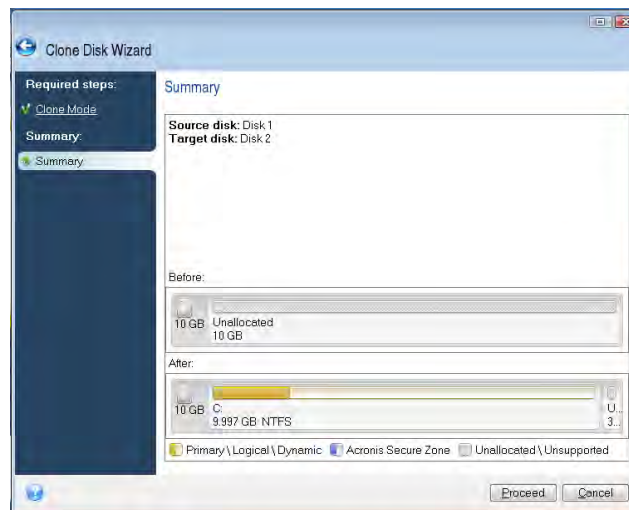 Clone Disk Wizard
Required steps:
Clone Mode
Summary:
Summary
Summary
Source disk: Disk 1
Target disk: Disk 2
Before:
10 GB
Unallocated
10 GB
After:
10 GB
C:
9.997 GB NTFS
U...
3...
Primary \ Logical \ Dynamic
Acronis Secure Zone
Unallocated \ Unsupported
Proceed
Cancel